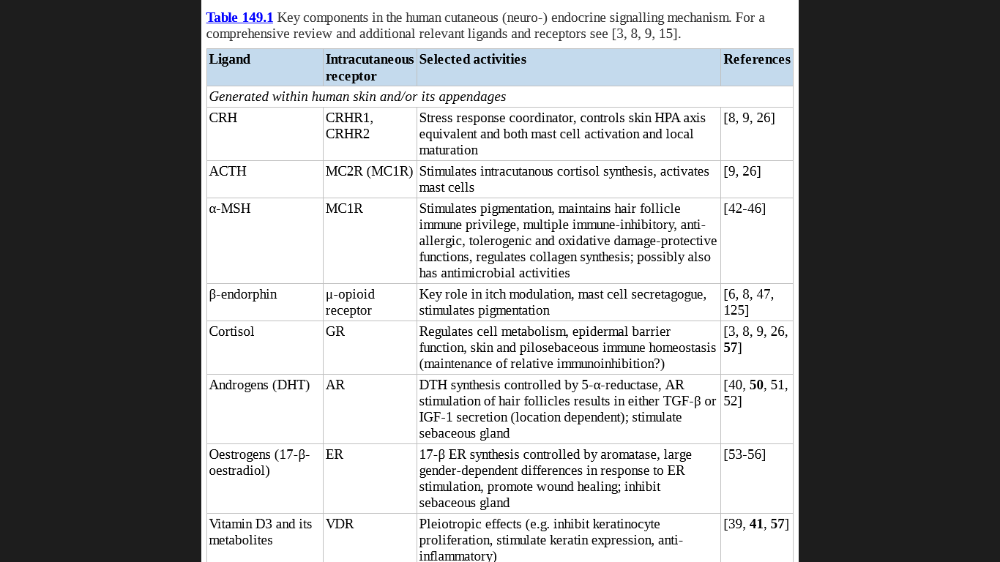 Table 149.1 Key components in the human cutaneous (neuro-) endocrine signalling mechanism. For a
comprehensive review and additional relevant ligands and receptors see [3, 8, 9, 15].
Ligand Intracutaneous receptor Selected activities References
Generated within human skin and/or its appendages
CRH CRHR1, Stress response coordinator, controls skin HPA axis [8, 9, 26]
CRHR2 equivalent and both mast cell activation and local
maturation
ACTH MC2R (MC1R) Stimulates intracutanous cortisol synthesis, activates [9, 26]
mast cells
α-MSH MC1R Stimulates pigmentation, maintains hair follicle [42-46]
immune privilege, multiple immune-inhibitory, anti-
allergic, tolerogenic and oxidative damage-protective
functions, regulates collagen synthesis; possibly also
has antimicrobial activities
β-endorphin μ-opioid Key role in itch modulation, mast cell secretagogue, [6, 8, 47,
receptor stimulates pigmentation 125]
Cortisol GR Regulates cell metabolism, epidermal barrier [3, 8, 9, 26,
function, skin and pilosebaceous immune homeostasis 57]
(maintenance of relative immunoinhibition?)
Androgens (DHT) AR DTH synthesis controlled by 5-α-reductase, AR [40, 50, 51,
stimulation of hair follicles results in either TGF-β or 52]
IGF-1 secretion (location dependent); stimulate
sebaceous gland
Oestrogens (17-β- ER 17-β ER synthesis controlled by aromatase, large [53-56]
oestradiol) gender-dependent differences in response to ER
stimulation, promote wound healing; inhibit
sebaceous gland
Vitamin D3 and its VDR Pleiotropic effects (e.g. inhibit keratinocyte [39, 41, 57]
metabolites proliferation, stimulate keratin expression, anti-
inflammatory)